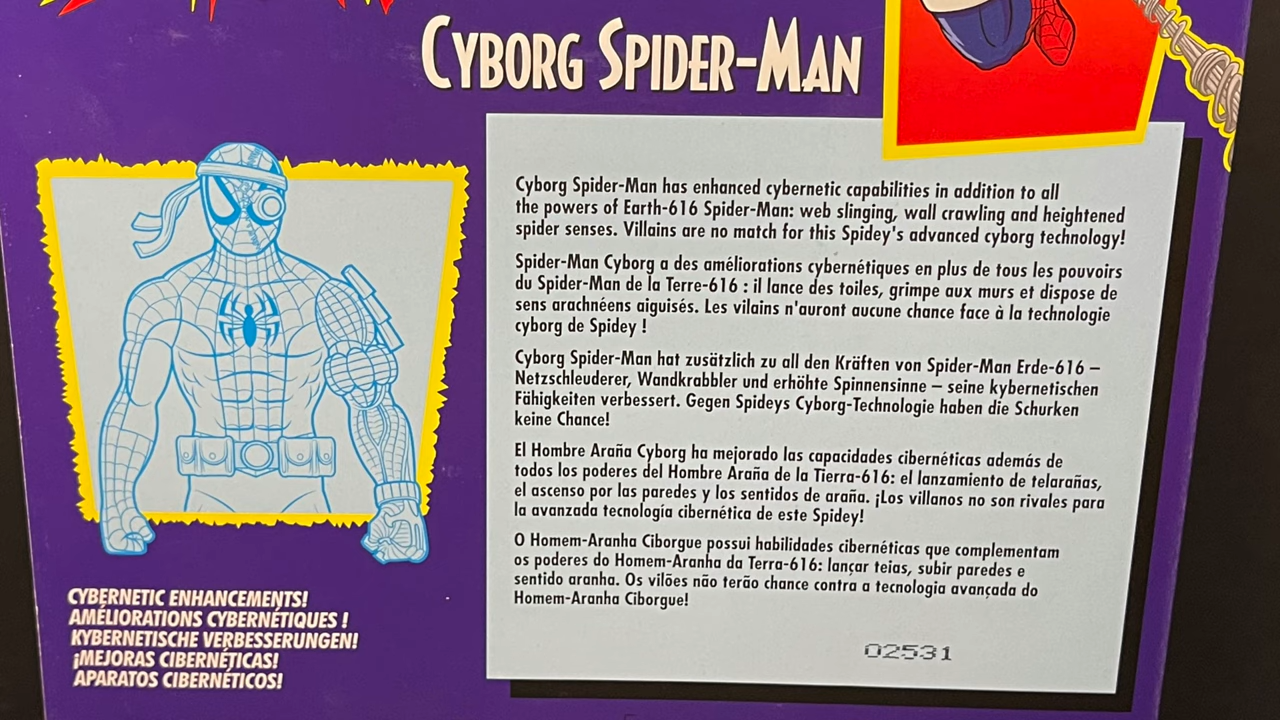 CYBORG SPIDER-MAN
Cyborg Spider-Man has enhanced cybernetic capabilities in addition to all
the powers of Earth-616 Spider-Man: web slinging, wall crawling and heightened
spider senses. Villains are no match for this Spidey's advanced cyborg technology!
Spider-Man Cyborg a des améliorations cybernétiques en plus de tous les pouvoirs
du Spider-Man de la Terre-616 : il lance des toiles, grimpe aux murs et dispose de
sens arachnéens aiguisés. Les vilains n'auront aucune chance face à la technologie
cyborg de Spidey !
Cyborg Spider-Man hat zusätzlich zu all den Kräften von Spider-Man Erde-616 –
Netzschleuderer, Wandkrabbler und erhöhte Spinnensinne – seine kybernetischen
Fähigkeiten verbessert. Gegen Spideys Cyborg-Technologie haben die Schurken
keine Chance!
El Hombre Araña Cyborg ha mejorado las capacidades cibernéticas además de
todos los poderes del Hombre Araña de la Tierra-616: el lanzamiento de telarañas,
el ascenso por las paredes y los sentidos de araña. ¡Los villanos no son rivales para
la avanzada tecnología cibernética de este Spidey!
O Homem-Aranha Ciborgue possui habilidades cibernéticas que complementam
os poderes do Homem-Aranha da Terra-616: lançar teias, subir paredes e
sentido aranha. Os vilões não terão chance contra a tecnologia avançada do
Homem-Aranha Ciborgue!
02531
CYBERNETIC ENHANCEMENTS!
AMÉLIORATIONS CYBERNÉTIQUES !
KYBERNETISCHE VERBESSERUNGEN!
¡MEJORAS CIBERNÉTICAS!
APARATOS CIBERNÉTICOS!